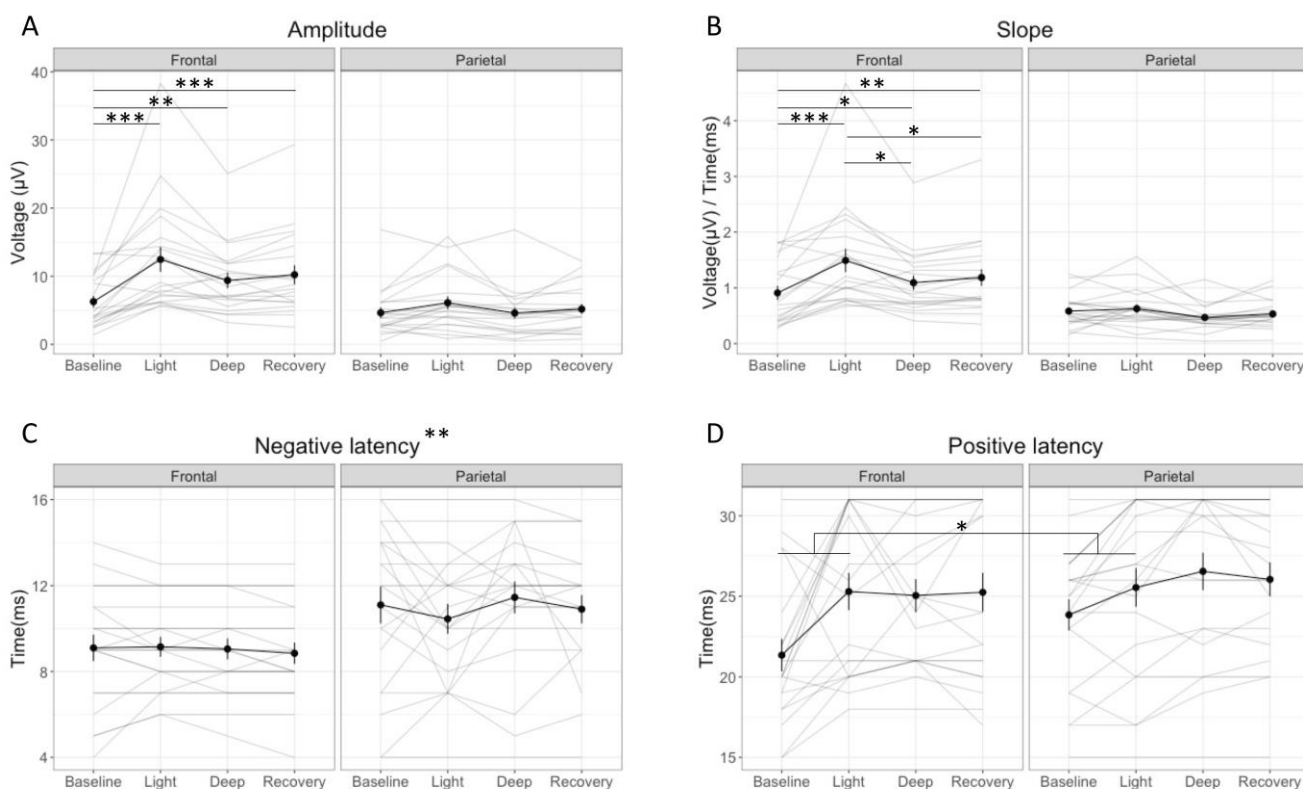 A
Amplitude
Frontal
Parietal
Voltage (μV)
40
30
20
10
0
***
**
***
Baseline Light Deep Recovery
Baseline Light Deep Recovery
B
Slope
Frontal
Parietal
Voltage(μV) / Time(ms)
4
3
2
1
0
**
*
***
*
*
Baseline Light Deep Recovery
Baseline Light Deep Recovery
C
Negative latency **
Frontal
Parietal
Time(ms)
16
12
8
4
Baseline Light Deep Recovery
Baseline Light Deep Recovery
D
Positive latency
Frontal
Parietal
Time(ms)
30
25
20
15
*
Baseline Light Deep Recovery
Baseline Light Deep Recovery